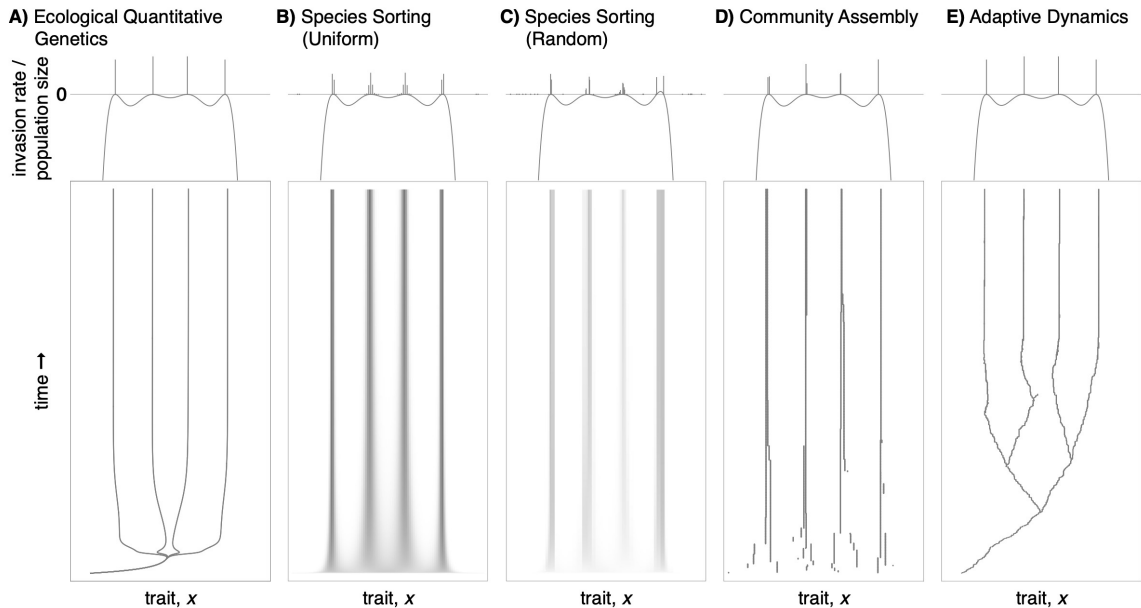 A) Ecological Quantitative
Genetics
B) Species Sorting
(Uniform)
C) Species Sorting
(Random)
D) Community Assembly
E) Adaptive Dynamics
invasion rate /
population size
0
time →
trait, x
trait, x
trait, x
trait, x
trait, x